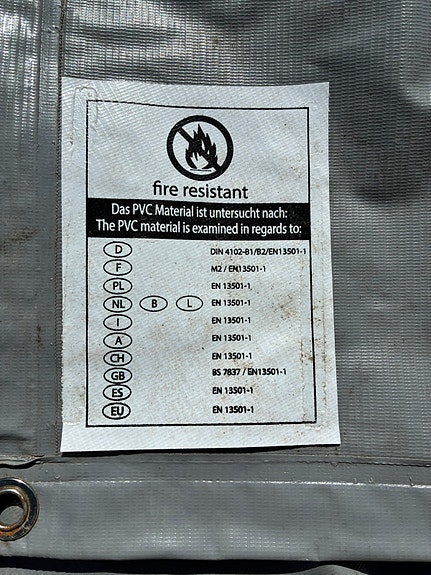 fire resistant
Das PVC Material ist untersucht nach:
The PVC material is examined in regards to:
D DIN 4102-B1/B2/EN13501-1
F M2 / EN13501-1
PL EN 13501-1
NL B L EN 13501-1
I EN 13501-1
A EN 13501-1
CH EN 13501-1
GB BS 7837 / EN13501-1
ES EN 13501-1
EU EN 13501-1